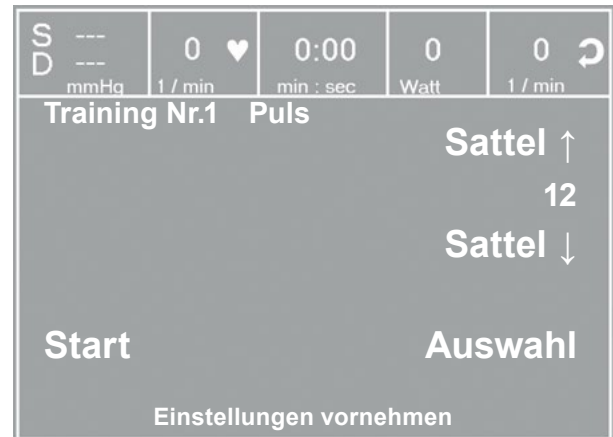 S --- 0 ♥ 0:00 0 0
D ---
mmHg 1 / min min : sec Watt 1 / min
Training Nr.1 Puls
Sattel ↑
12
Sattel ↓
Start Auswahl
Einstellungen vornehmen